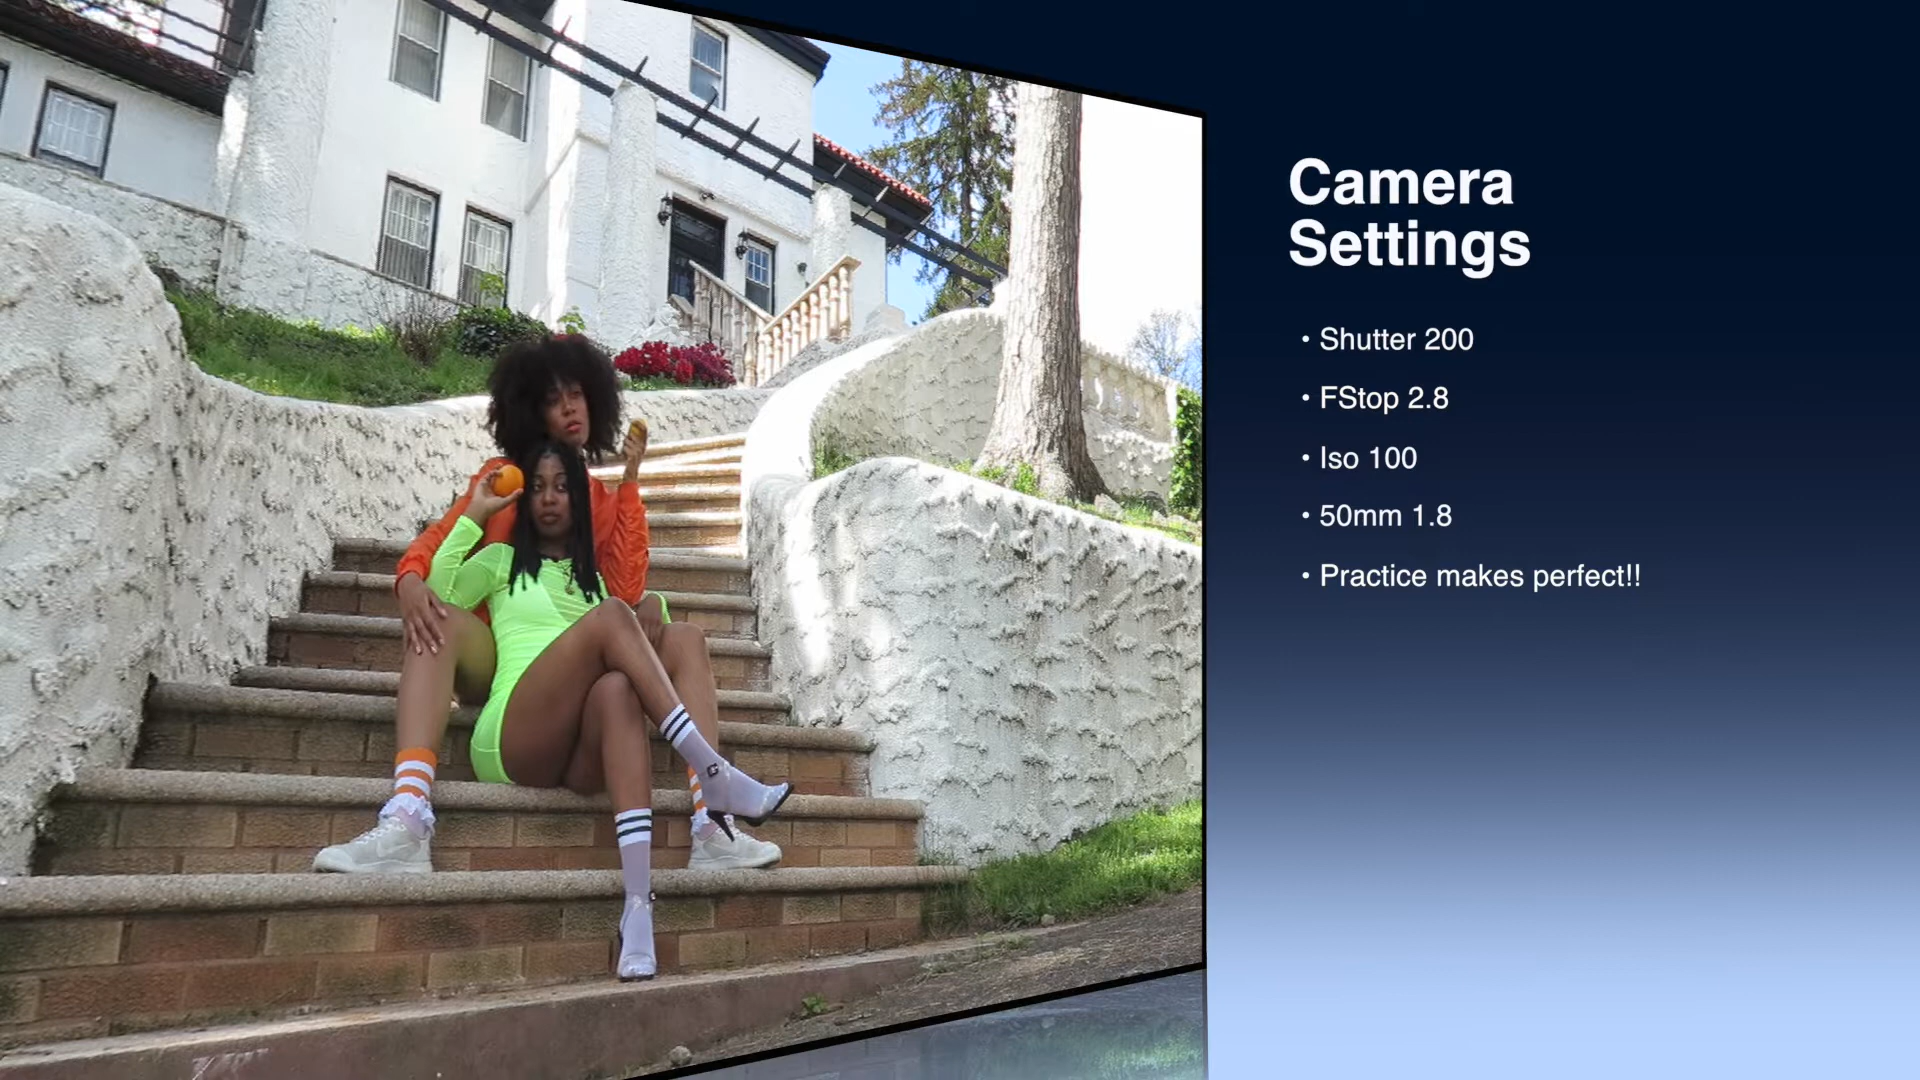 Camera
Settings
• Shutter 200
• FStop 2.8
• Iso 100
• 50mm 1.8
• Practice makes perfect!!